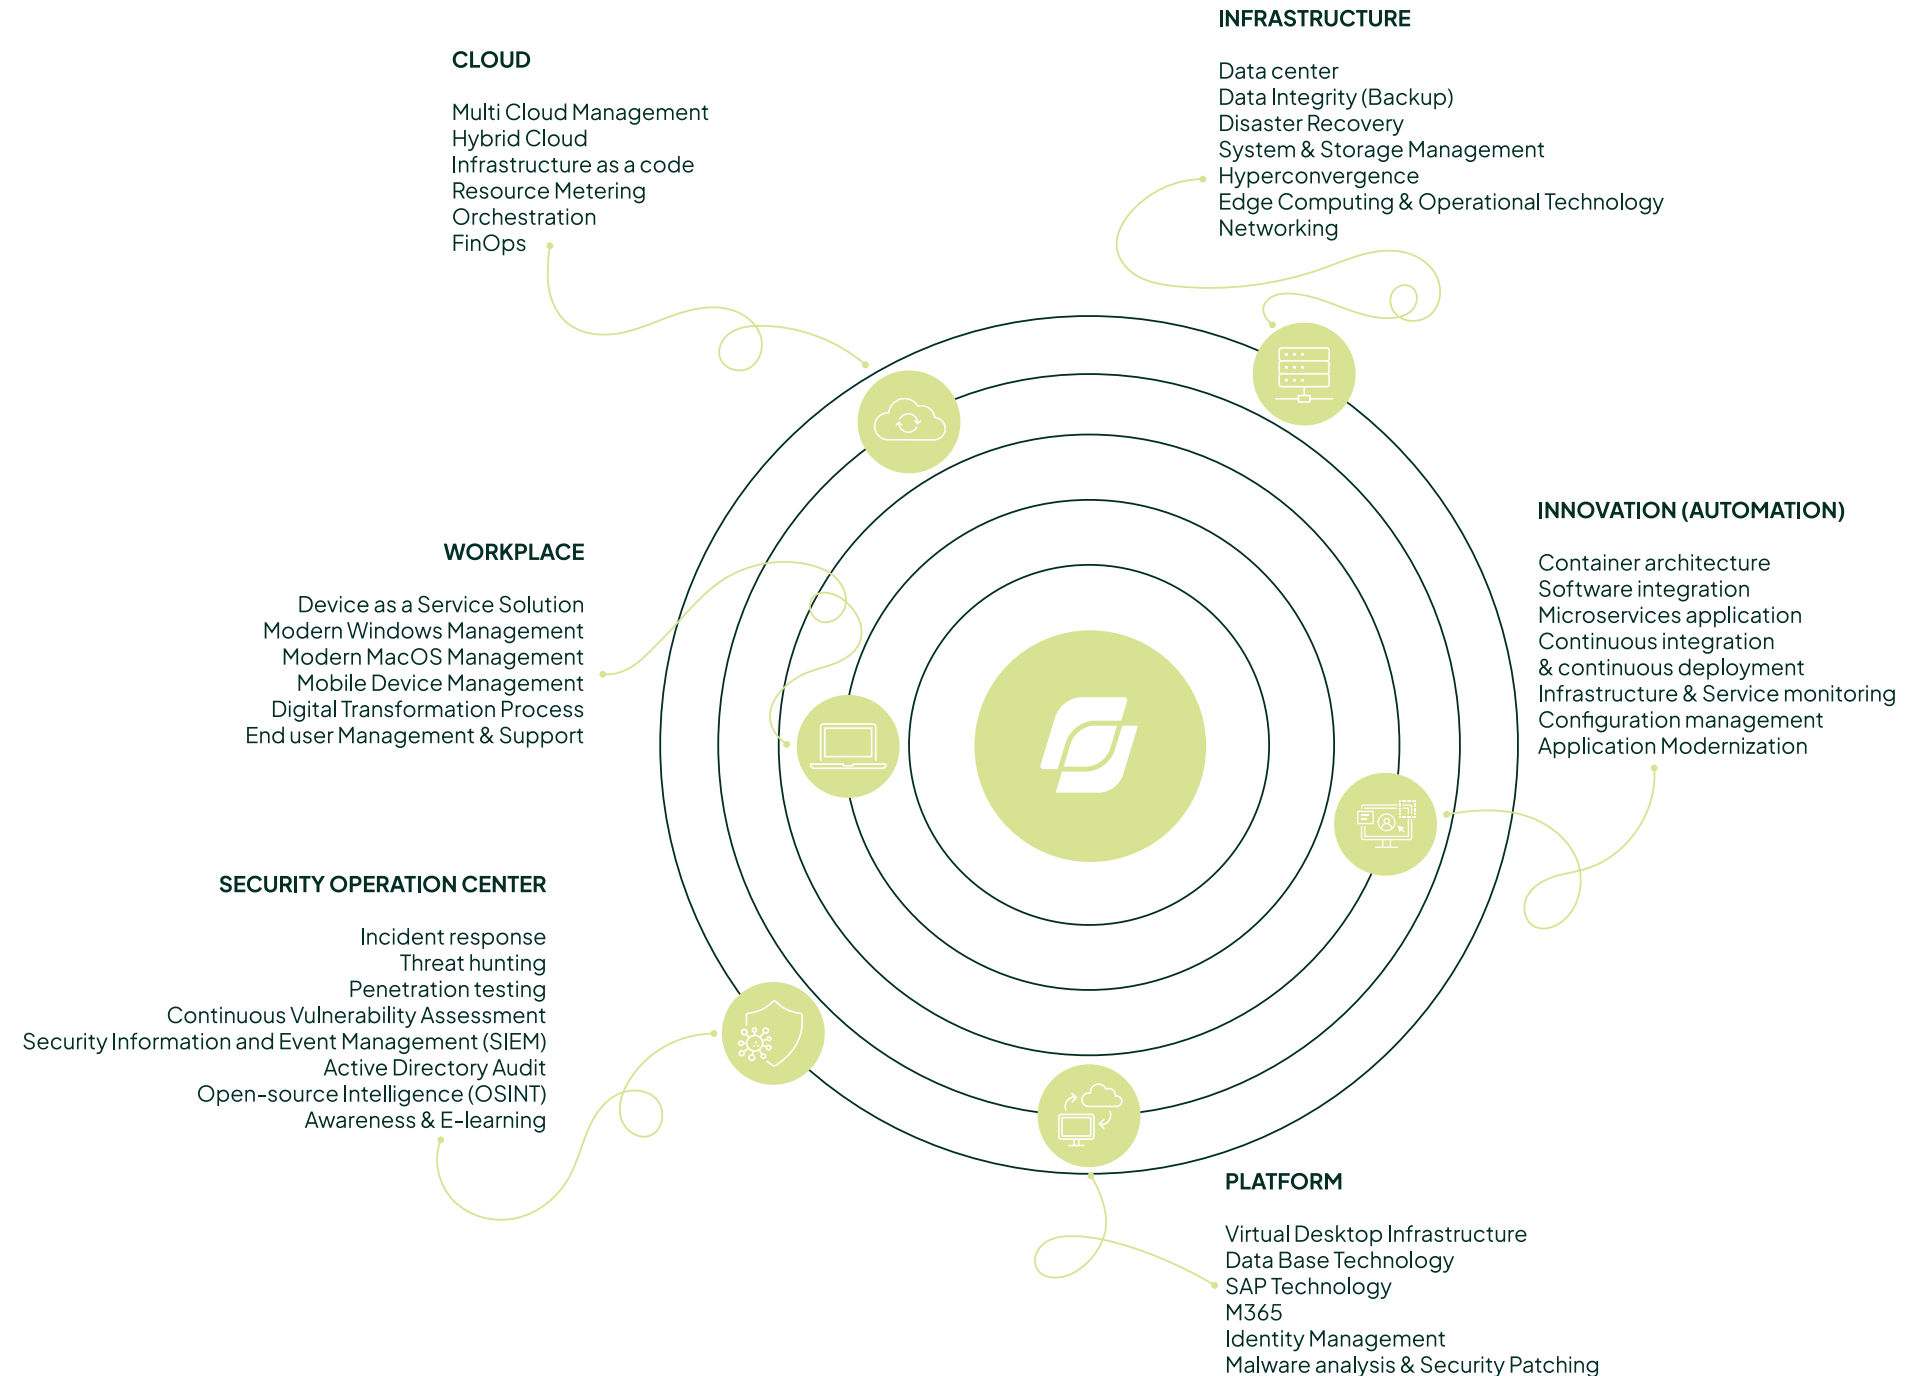 INFRASTRUCTURE
Data center
Data Integrity (Backup)
Disaster Recovery
System & Storage Management
Hyperconvergence
Edge Computing & Operational Technology
Networking
CLOUD
Multi Cloud Management
Hybrid Cloud
Infrastructure as a code
Resource Metering
Orchestration
FinOps
INNOVATION (AUTOMATION)
Container architecture
Software integration
Microservices application
Continuous integration
& continuous deployment
Infrastructure & Service monitoring
Configuration management
Application Modernization
WORKPLACE
Device as a Service Solution
Modern Windows Management
Modern MacOS Management
Mobile Device Management
Digital Transformation Process
End user Management & Support
SECURITY OPERATION CENTER
Incident response
Threat hunting
Penetration testing
Continuous Vulnerability Assessment
Security Information and Event Management (SIEM)
Active Directory Audit
Open-source Intelligence (OSINT)
Awareness & E-learning
PLATFORM
Virtual Desktop Infrastructure
Data Base Technology
SAP Technology
M365
Identity Management
Malware analysis & Security Patching